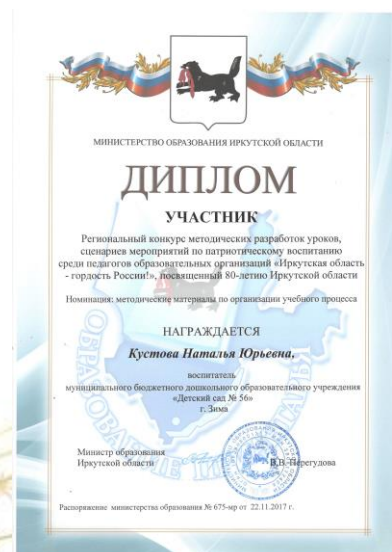 МИНИСТЕРСТВО ОБРАЗОВАНИЯ ИРКУТСКОЙ ОБЛАСТИ
ДИПЛОМ
УЧАСТНИК
Региональный конкурс методических разработок уроков,
сценариев мероприятий по патриотическому воспитанию
среди педагогов образовательных организаций «Иркутская область
- гордость России!», посвященный 80-летию Иркутской области
Номинация: методические материалы по организации учебного процесса
НАГРАЖДАЕТСЯ
Кустова Наталья Юрьевна,
воспитатель
муниципального бюджетного дошкольного образовательного учреждения
«Детский сад № 56»
г. Зима
Министр образования
Иркутской области
В.В. Перегудова
Распоряжение министерства образования № 675-мр от 22.11.2017 г.
ОБРАЗОВАНИЕ